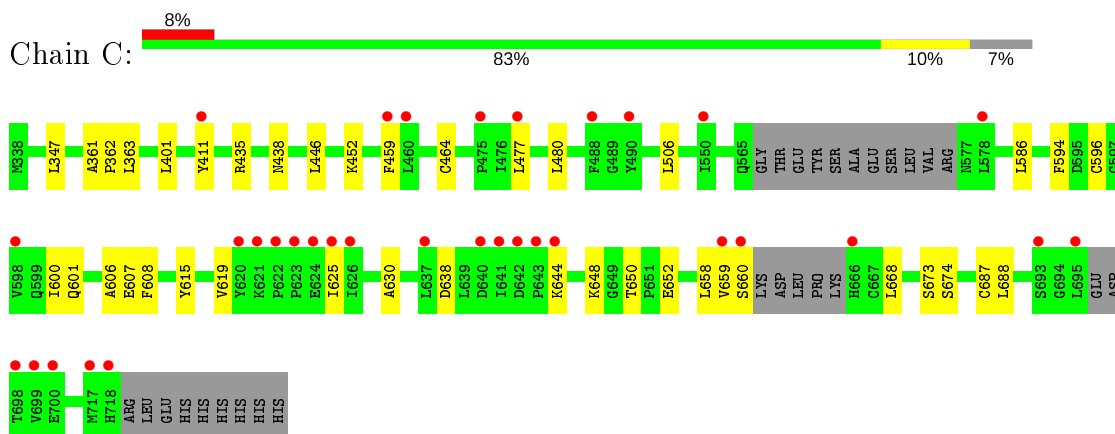 8%
Chain C:
83% 10% 7%
M338 L347 A361 P362 L363 L401 Y411 R435 N438 L446 K452 F459 L460 C464 P475 I476 L477 L480 F488 G489 Y490 L506 I550 Q565 GLY THR GLU TYR SER ALA GLU SER LEU VAL ARG N577 L578 L586 F594 D595 C596 G597
V598 Q599 I600 Q601 A606 E607 F608 Y615 V619 Y620 K621 P622 P623 E624 I625 I626 A630 L637 D638 L639 D640 I641 D642 P643 K644 K648 G649 T650 P651 E652 L658 V659 S660 LYS ASP LEU PRO LYS H666 C667 L668 S673 S674 C687 L688 S693 G694 L695 GLU ASP
T698 V699 E700 M717 H718 ARG LEU GLU HIS HIS HIS HIS HIS HIS